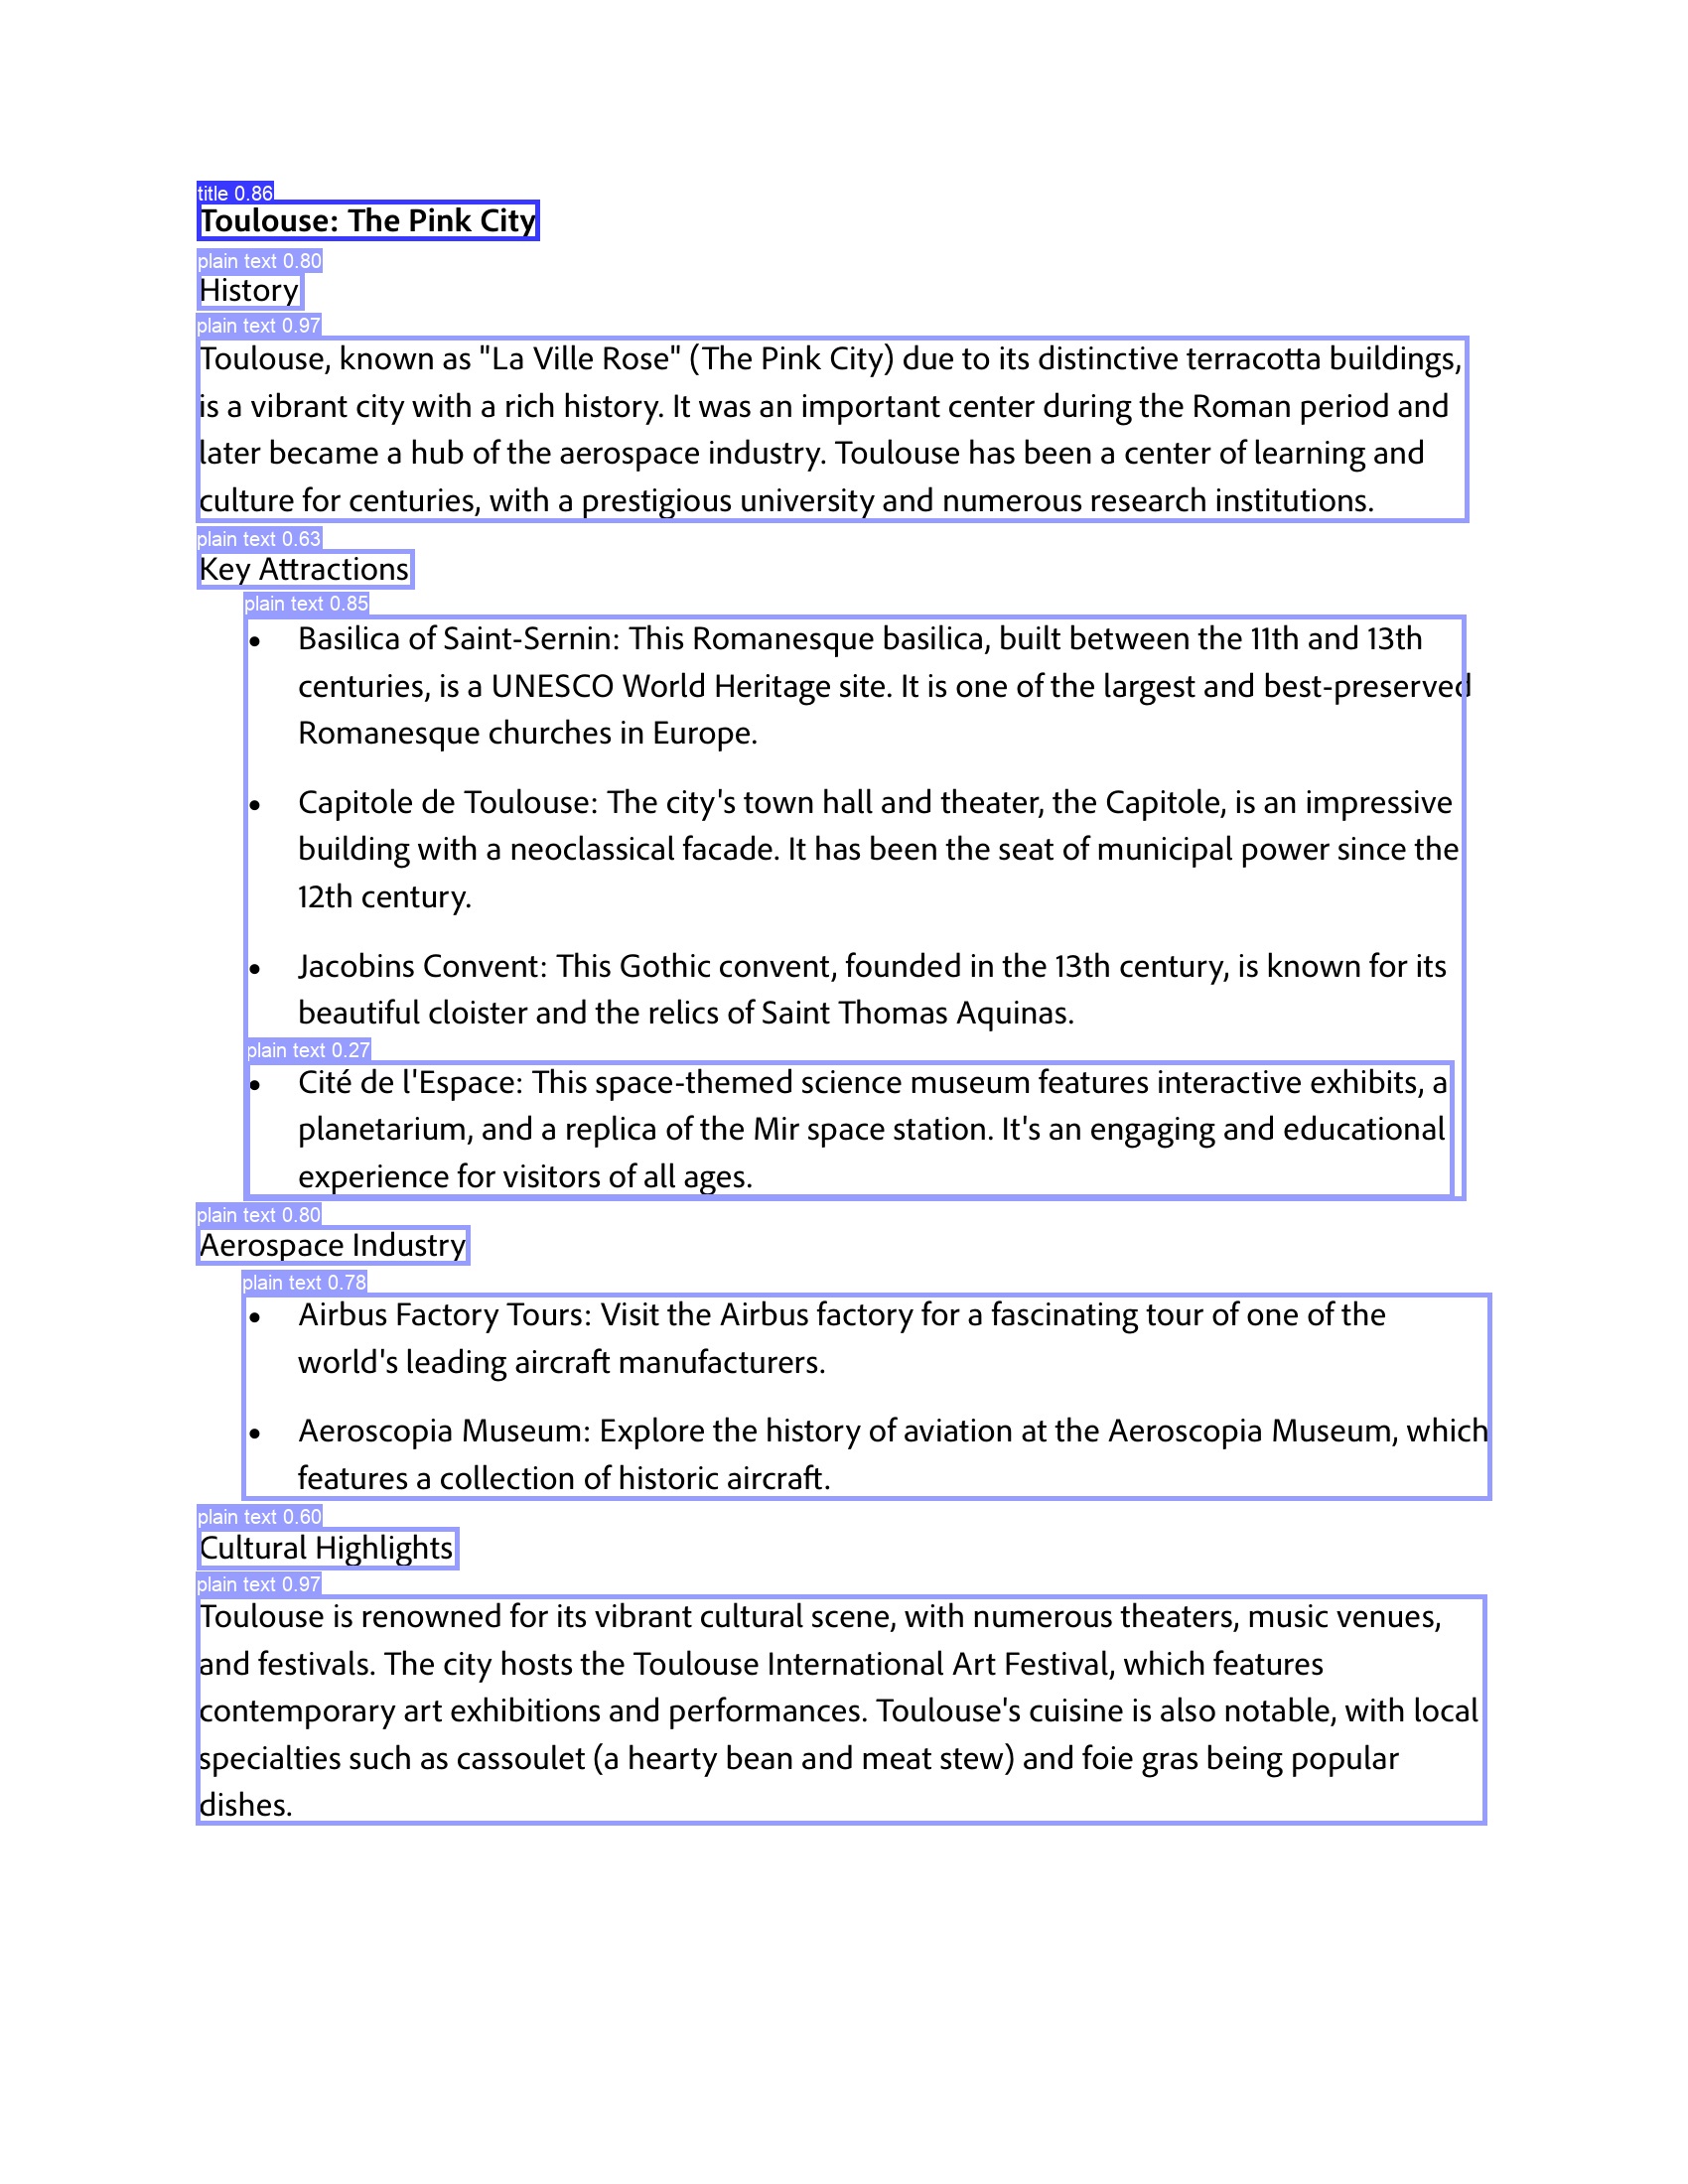 title 0.86
Toulouse: The Pink City
plain text 0.80
History
plain text 0.97
Toulouse, known as "La Ville Rose" (The Pink City) due to its distinctive terracotta buildings,
is a vibrant city with a rich history. It was an important center during the Roman period and
later became a hub of the aerospace industry. Toulouse has been a center of learning and
culture for centuries, with a prestigious university and numerous research institutions.
plain text 0.63
Key Attractions
plain text 0.85
• Basilica of Saint-Sernin: This Romanesque basilica, built between the 11th and 13th
centuries, is a UNESCO World Heritage site. It is one of the largest and best-preserved
Romanesque churches in Europe.
• Capitole de Toulouse: The city's town hall and theater, the Capitole, is an impressive
building with a neoclassical facade. It has been the seat of municipal power since the
12th century.
• Jacobins Convent: This Gothic convent, founded in the 13th century, is known for its
beautiful cloister and the relics of Saint Thomas Aquinas.
plain text 0.27
• Cité de l'Espace: This space-themed science museum features interactive exhibits, a
planetarium, and a replica of the Mir space station. It's an engaging and educational
experience for visitors of all ages.
plain text 0.80
Aerospace Industry
plain text 0.78
• Airbus Factory Tours: Visit the Airbus factory for a fascinating tour of one of the
world's leading aircraft manufacturers.
• Aeroscopia Museum: Explore the history of aviation at the Aeroscopia Museum, which
features a collection of historic aircraft.
plain text 0.60
Cultural Highlights
plain text 0.97
Toulouse is renowned for its vibrant cultural scene, with numerous theaters, music venues,
and festivals. The city hosts the Toulouse International Art Festival, which features
contemporary art exhibitions and performances. Toulouse's cuisine is also notable, with local
specialties such as cassoulet (a hearty bean and meat stew) and foie gras being popular
dishes.